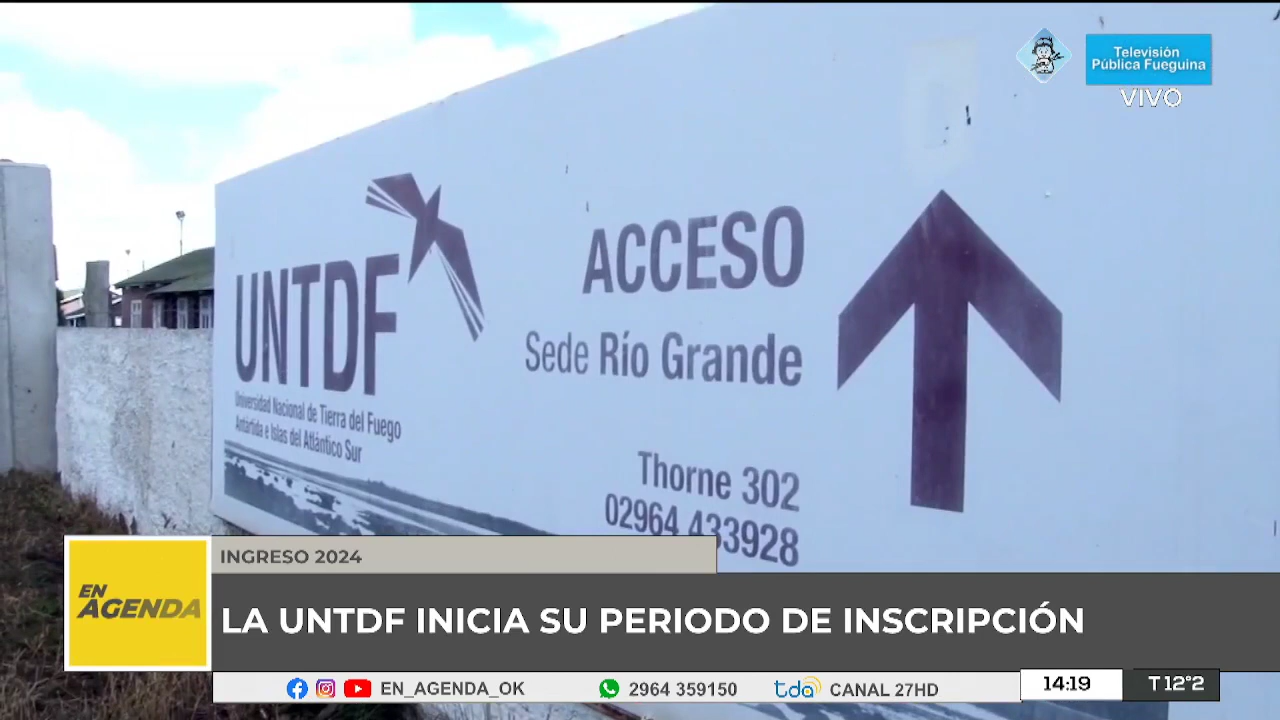 Televisión
Pública Fueguina
VIVO
UNTDF
Universidad Nacional de Tierra del Fuego
Antártida e Islas del Atlántico Sur
ACCESO
Sede Río Grande
Thorne 302
02964 433928
INGRESO 2024
EN
AGENDA
LA UNTDF INICIA SU PERIODO DE INSCRIPCIÓN
EN_AGENDA_OK
2964 359150
tda
CANAL 27HD
14:19
T 12°2